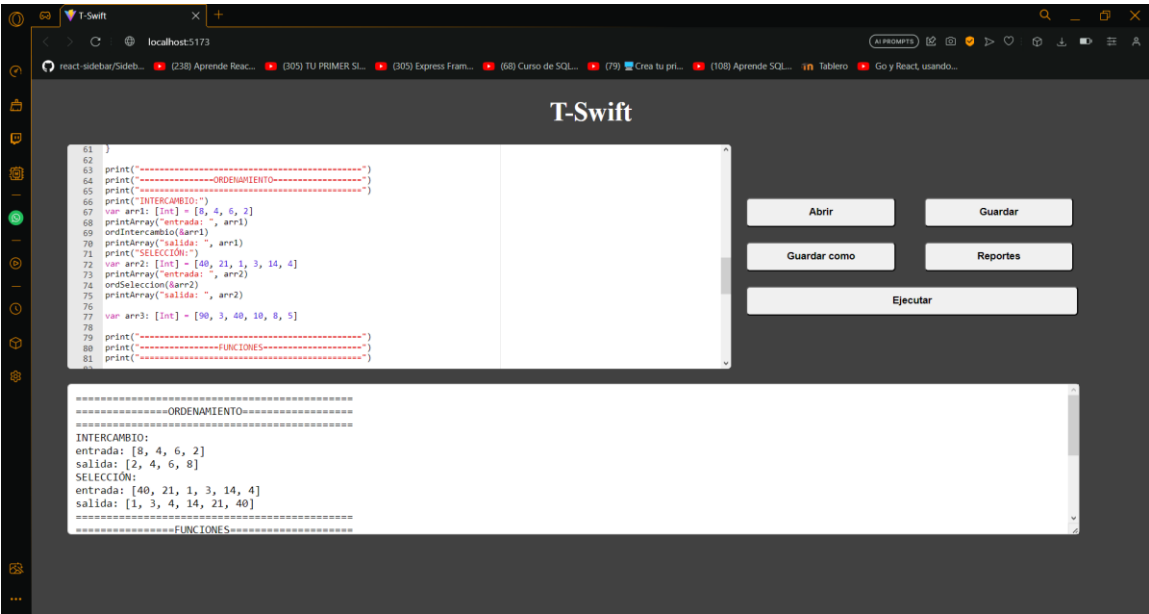 T-Swift
localhost:5173
AI PROMPTS
react-sidebar/Sideb...
(238) Aprende Reac...
(305) TU PRIMER SI...
(305) Express Fram...
(68) Curso de SQL...
(79) Crea tu pri...
(108) Aprende SQL...
Tablero
Go y React, usando...
T-Swift
61 }
62
63 print("=============================================")
64 print("===============ORDENAMIENTO==================")
65 print("=============================================")
66 print("INTERCAMBIO:")
67 var arr1: [Int] = [8, 4, 6, 2]
68 printArray("entrada: ", arr1)
69 ordIntercambio(&arr1)
70 printArray("salida: ", arr1)
71 print("SELECCIÓN:")
72 var arr2: [Int] = [40, 21, 1, 3, 14, 4]
73 printArray("entrada: ", arr2)
74 ordSeleccion(&arr2)
75 printArray("salida: ", arr2)
76
77 var arr3: [Int] = [90, 3, 40, 10, 8, 5]
78
79 print("=============================================")
80 print("================FUNCIONES====================")
81 print("=============================================")
Abrir
Guardar
Guardar como
Reportes
Ejecutar
=============================================
===============ORDENAMIENTO==================
=============================================
INTERCAMBIO:
entrada: [8, 4, 6, 2]
salida: [2, 4, 6, 8]
SELECCIÓN:
entrada: [40, 21, 1, 3, 14, 4]
salida: [1, 3, 4, 14, 21, 40]
=============================================
================FUNCIONES====================